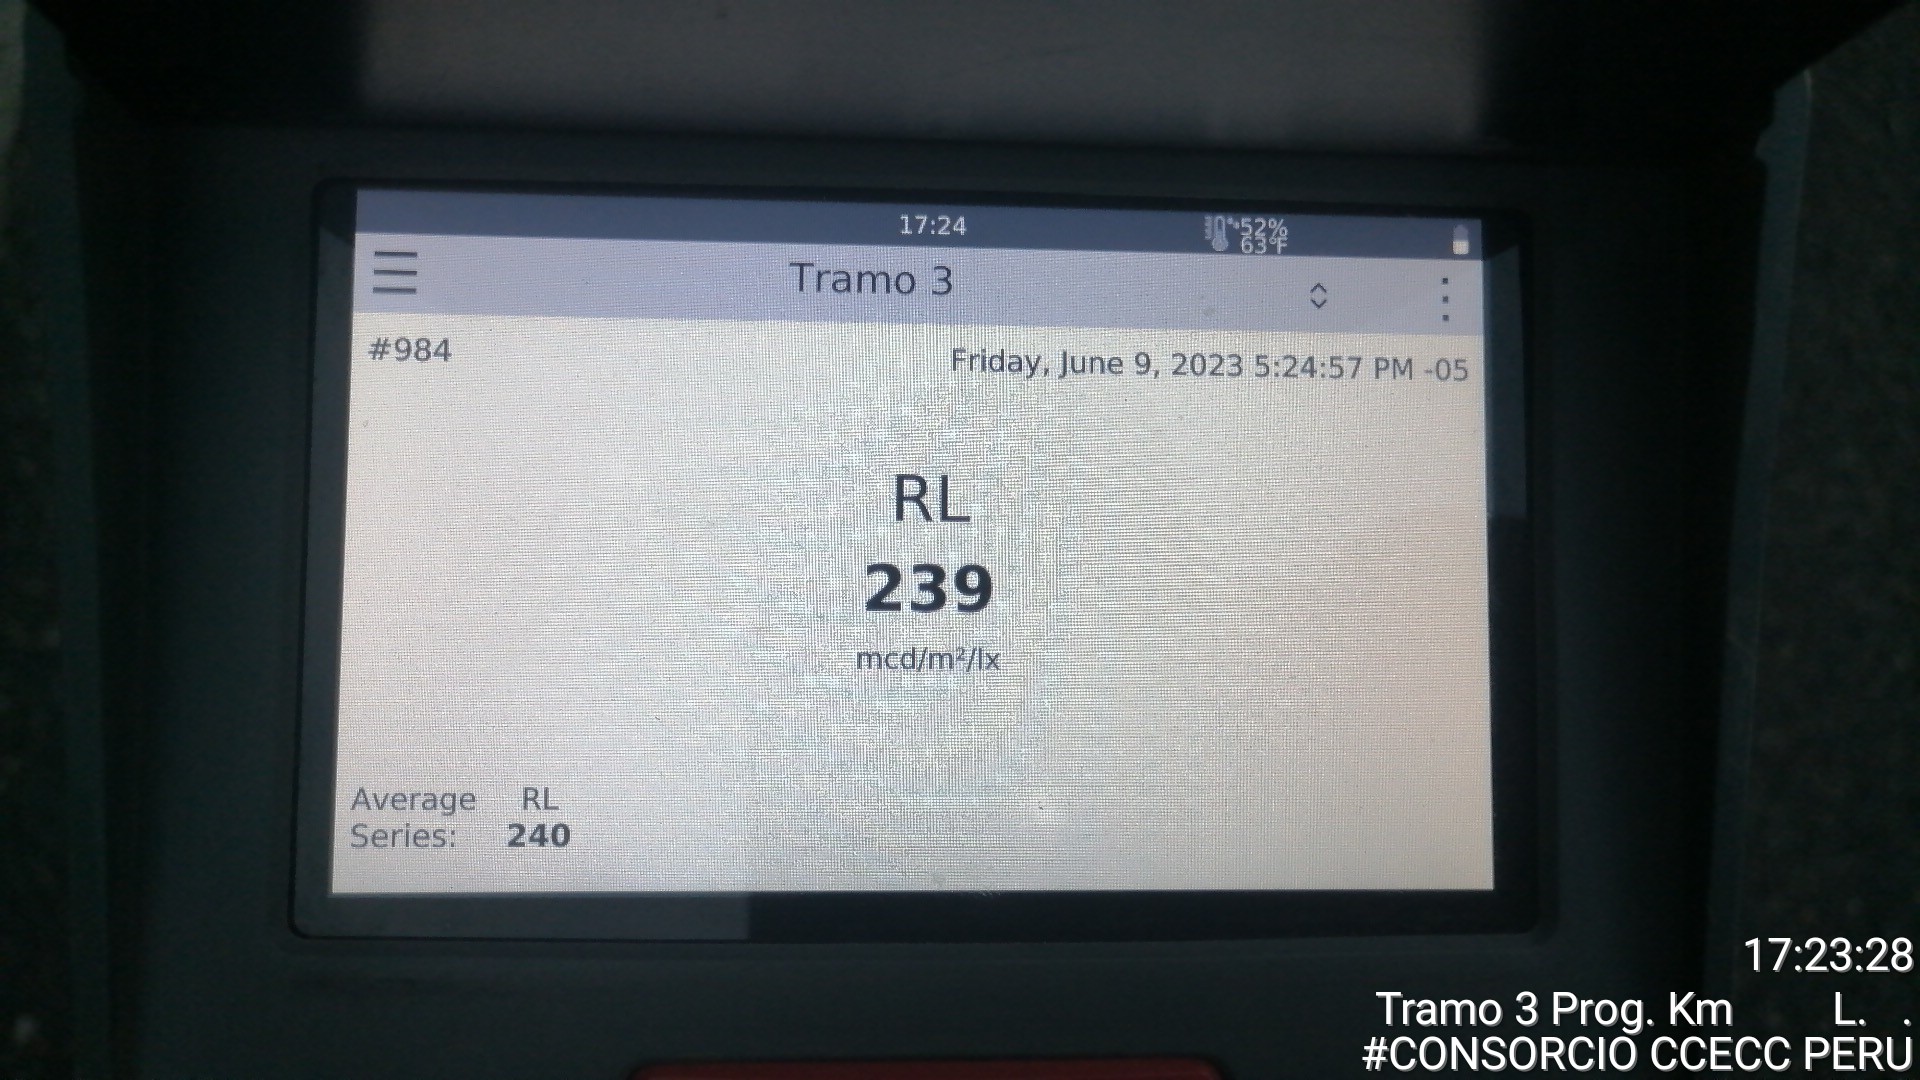 17:24
52%
63°F
Tramo 3
#984
Friday, June 9, 2023 5:24:57 PM -05
RL
239
mcd/m²/lx
Average RL
Series: 240
17:23:28
Tramo 3 Prog. Km L. .
#CONSORCIO CCECC PERU